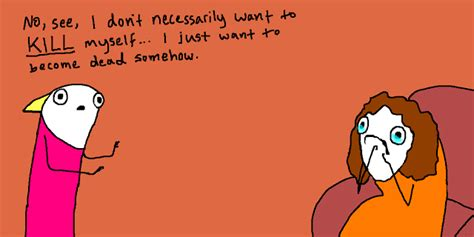 No, see, I don't necessarily want to
KILL myself... I just want to
become dead somehow.